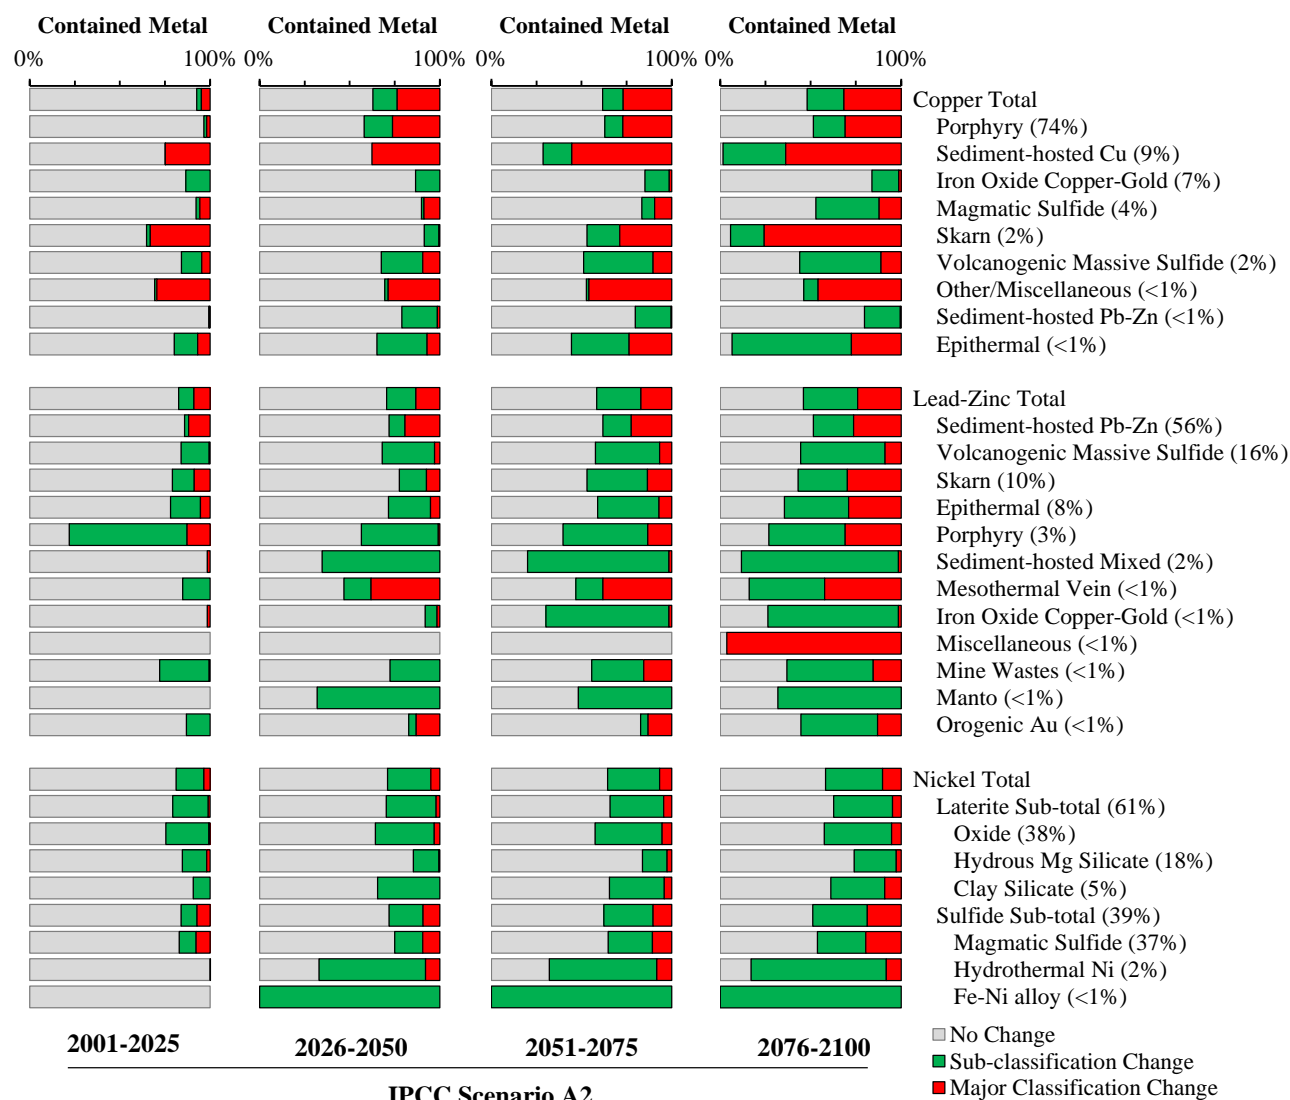 Contained Metal Contained Metal Contained Metal Contained Metal
0% 100% 0% 100% 0% 100% 0% 100%
Copper Total
Porphyry (74%)
Sediment-hosted Cu (9%)
Iron Oxide Copper-Gold (7%)
Magmatic Sulfide (4%)
Skarn (2%)
Volcanogenic Massive Sulfide (2%)
Other/Miscellaneous (<1%)
Sediment-hosted Pb-Zn (<1%)
Epithermal (<1%)
Lead-Zinc Total
Sediment-hosted Pb-Zn (56%)
Volcanogenic Massive Sulfide (16%)
Skarn (10%)
Epithermal (8%)
Porphyry (3%)
Sediment-hosted Mixed (2%)
Mesothermal Vein (<1%)
Iron Oxide Copper-Gold (<1%)
Miscellaneous (<1%)
Mine Wastes (<1%)
Manto (<1%)
Orogenic Au (<1%)
Nickel Total
Laterite Sub-total (61%)
Oxide (38%)
Hydrous Mg Silicate (18%)
Clay Silicate (5%)
Sulfide Sub-total (39%)
Magmatic Sulfide (37%)
Hydrothermal Ni (2%)
Fe-Ni alloy (<1%)
2001-2025 2026-2050 2051-2075 2076-2100
IPCC Scenario A2
No Change
Sub-classification Change
Major Classification Change